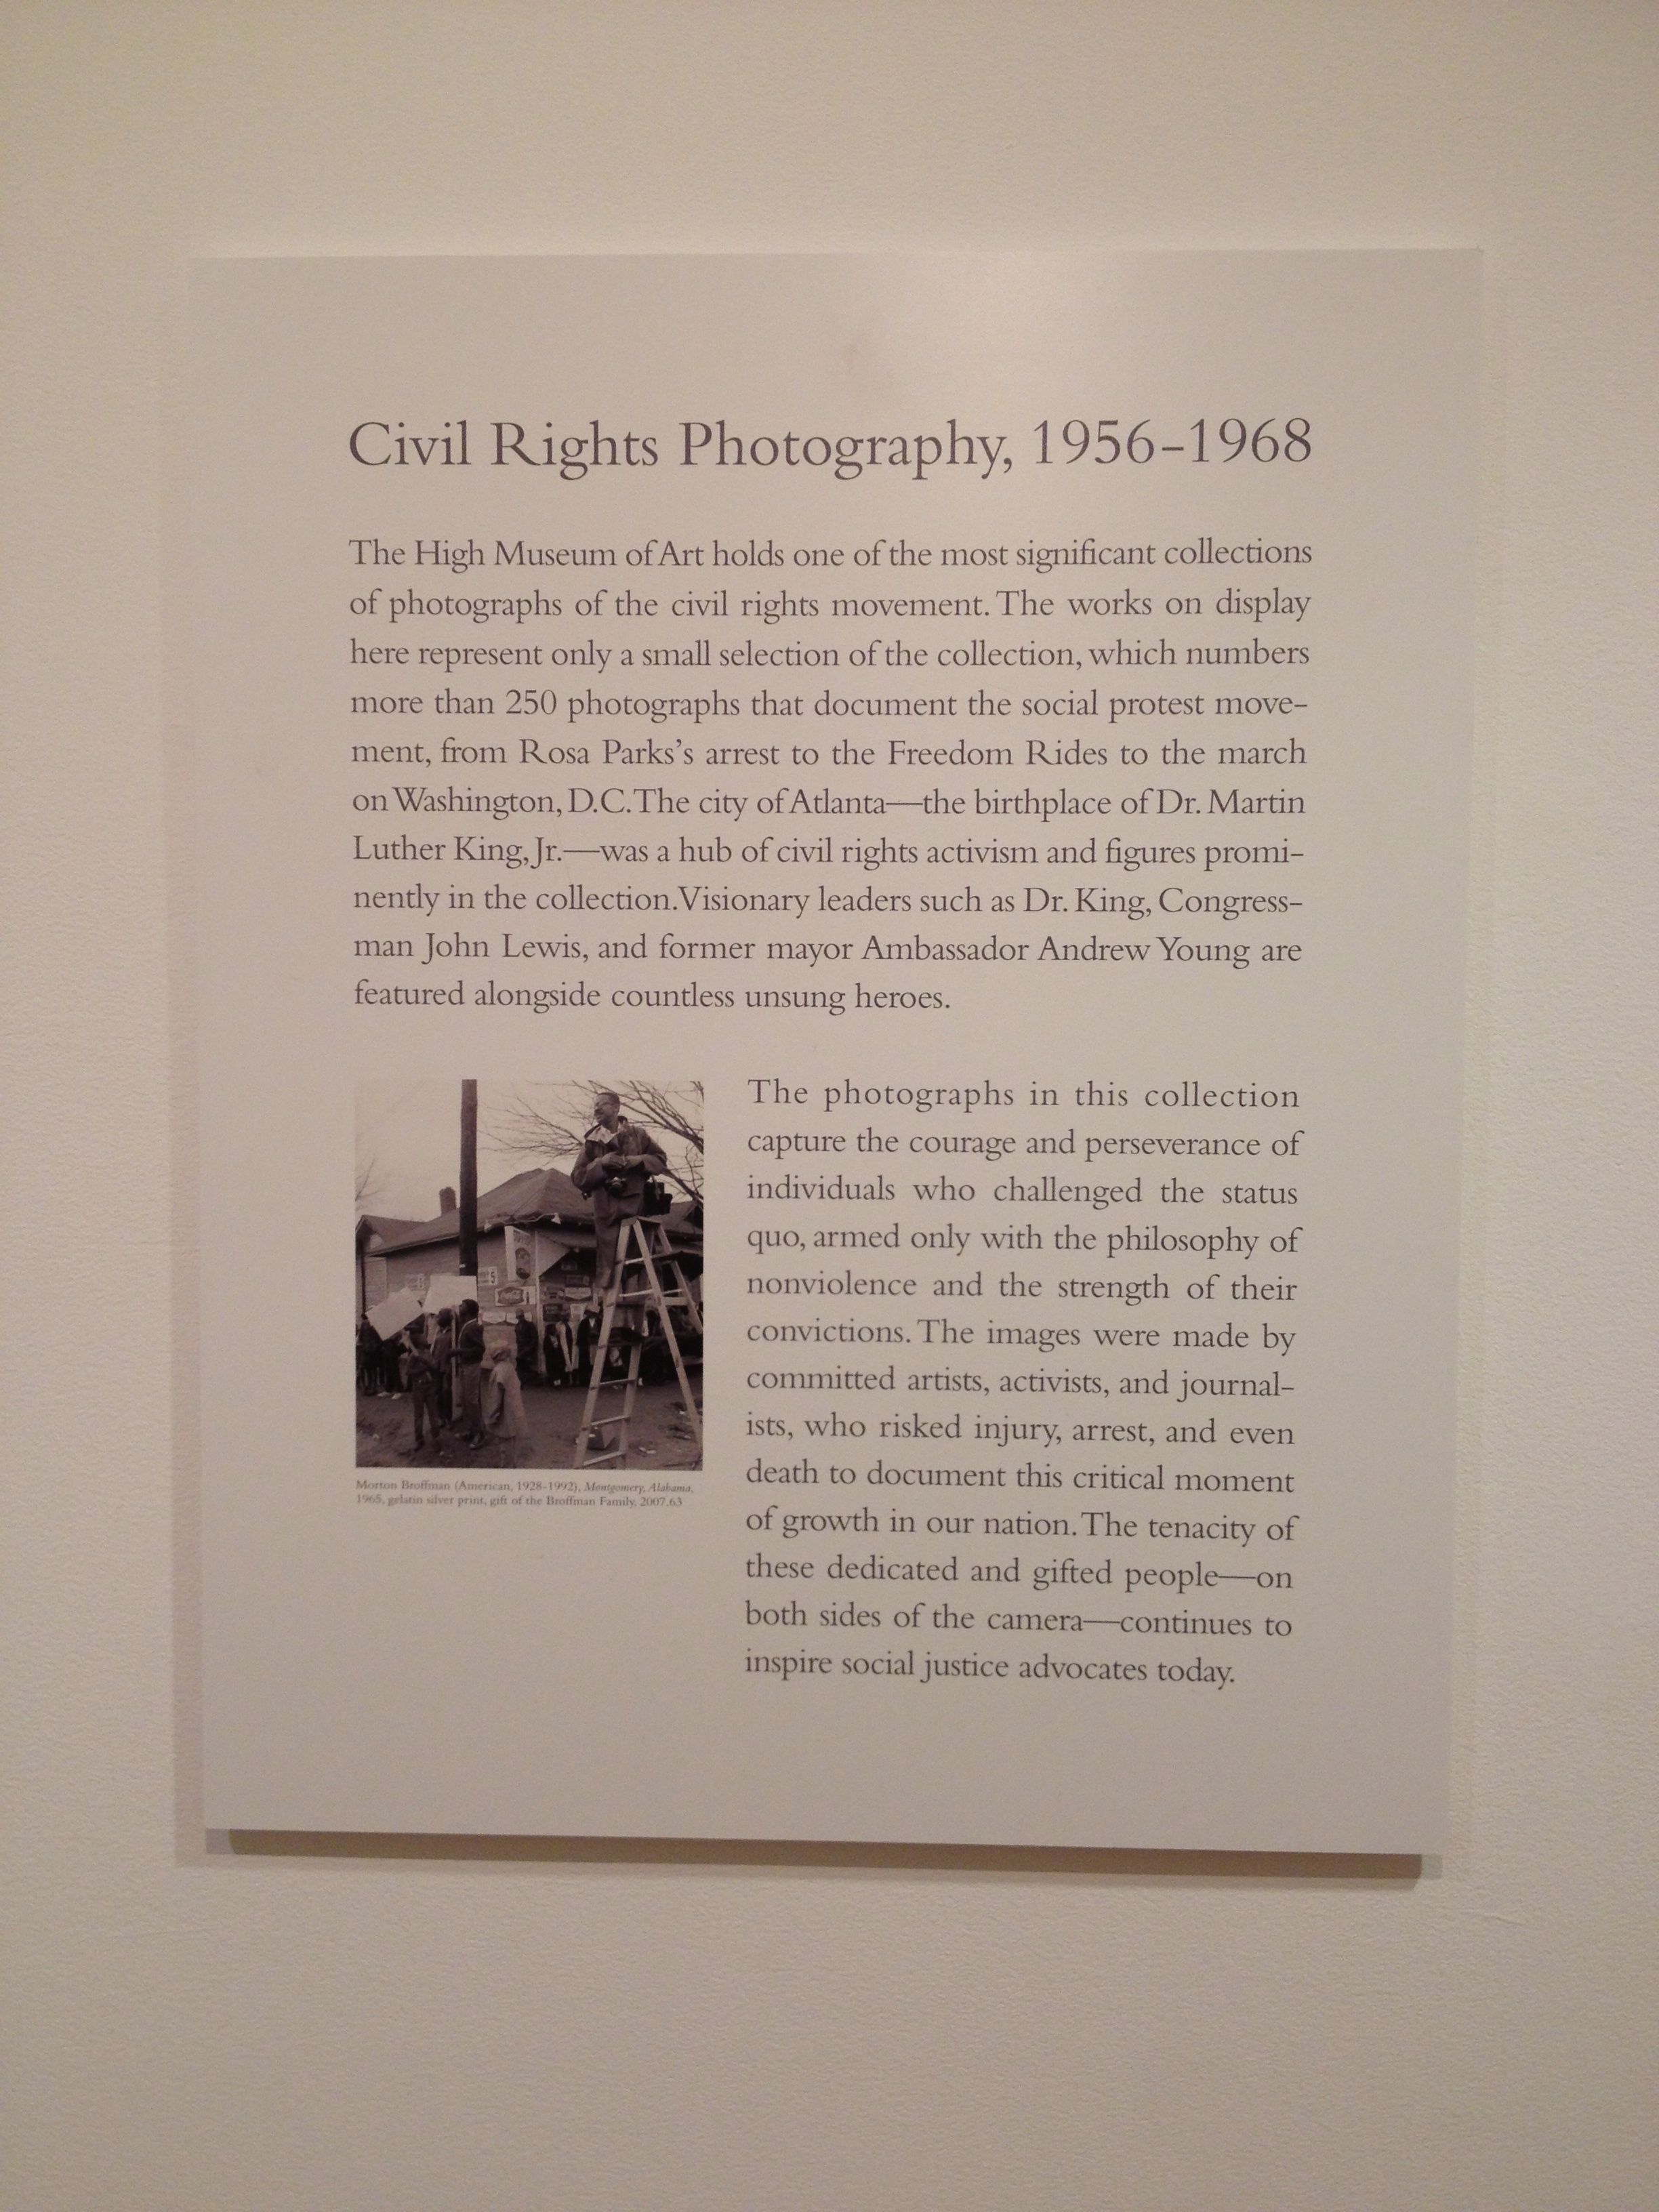 Civil Rights Photography, 1956–1968
The High Museum of Art holds one of the most significant collections
of photographs of the civil rights movement. The works on display
here represent only a small selection of the collection, which numbers
more than 250 photographs that document the social protest move-
ment, from Rosa Parks's arrest to the Freedom Rides to the march
on Washington, D.C. The city of Atlanta—the birthplace of Dr. Martin
Luther King, Jr.—was a hub of civil rights activism and figures promi-
nently in the collection. Visionary leaders such as Dr. King, Congress-
man John Lewis, and former mayor Ambassador Andrew Young are
featured alongside countless unsung heroes.
Morton Broffman (American, 1928–1992), Montgomery, Alabama,
1965, gelatin silver print, gift of the Broffman Family, 2007.63
The photographs in this collection
capture the courage and perseverance of
individuals who challenged the status
quo, armed only with the philosophy of
nonviolence and the strength of their
convictions. The images were made by
committed artists, activists, and journal-
ists, who risked injury, arrest, and even
death to document this critical moment
of growth in our nation. The tenacity of
these dedicated and gifted people—on
both sides of the camera—continues to
inspire social justice advocates today.